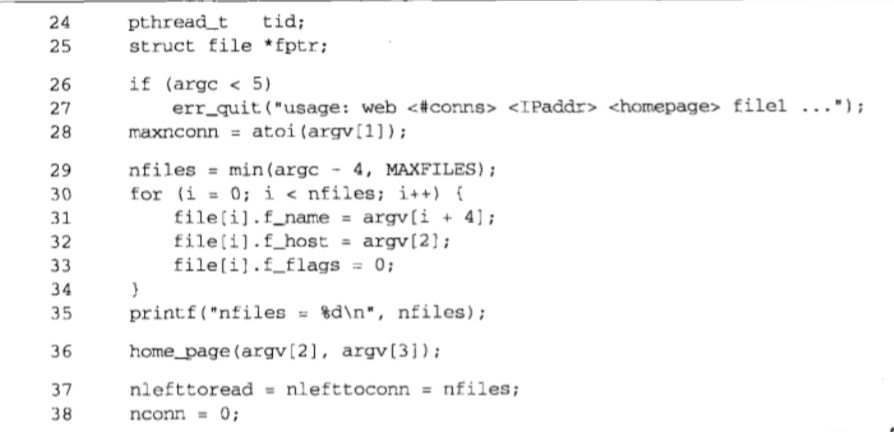 24 pthread_t tid;
25 struct file *fptr;
26 if (argc < 5)
27 err_quit("usage: web <#conns> <IPaddr> <homepage> file1 ...");
28 maxnconn = atoi(argv[1]);
29 nfiles = min(argc - 4, MAXFILES);
30 for (i = 0; i < nfiles; i++) {
31 file[i].f_name = argv[i + 4];
32 file[i].f_host = argv[2];
33 file[i].f_flags = 0;
34 }
35 printf("nfiles = %d\n", nfiles);
36 home_page(argv[2], argv[3]);
37 nlefttoread = nlefttoconn = nfiles;
38 nconn = 0;